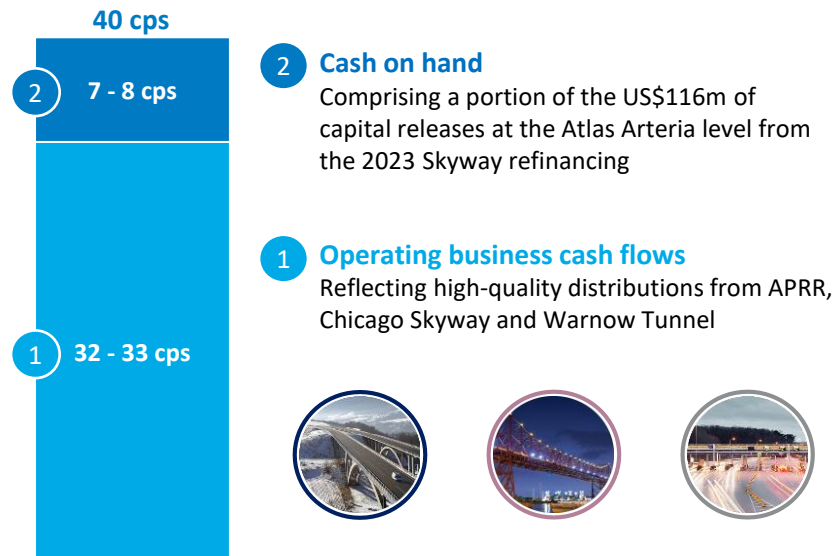 40 cps
2
7 - 8 cps
2
Cash on hand
Comprising a portion of the US$116m of
capital releases at the Atlas Arteria level from
the 2023 Skyway refinancing
1
Operating business cash flows
Reflecting high-quality distributions from APRR,
Chicago Skyway and Warnow Tunnel
1
32 - 33 cps